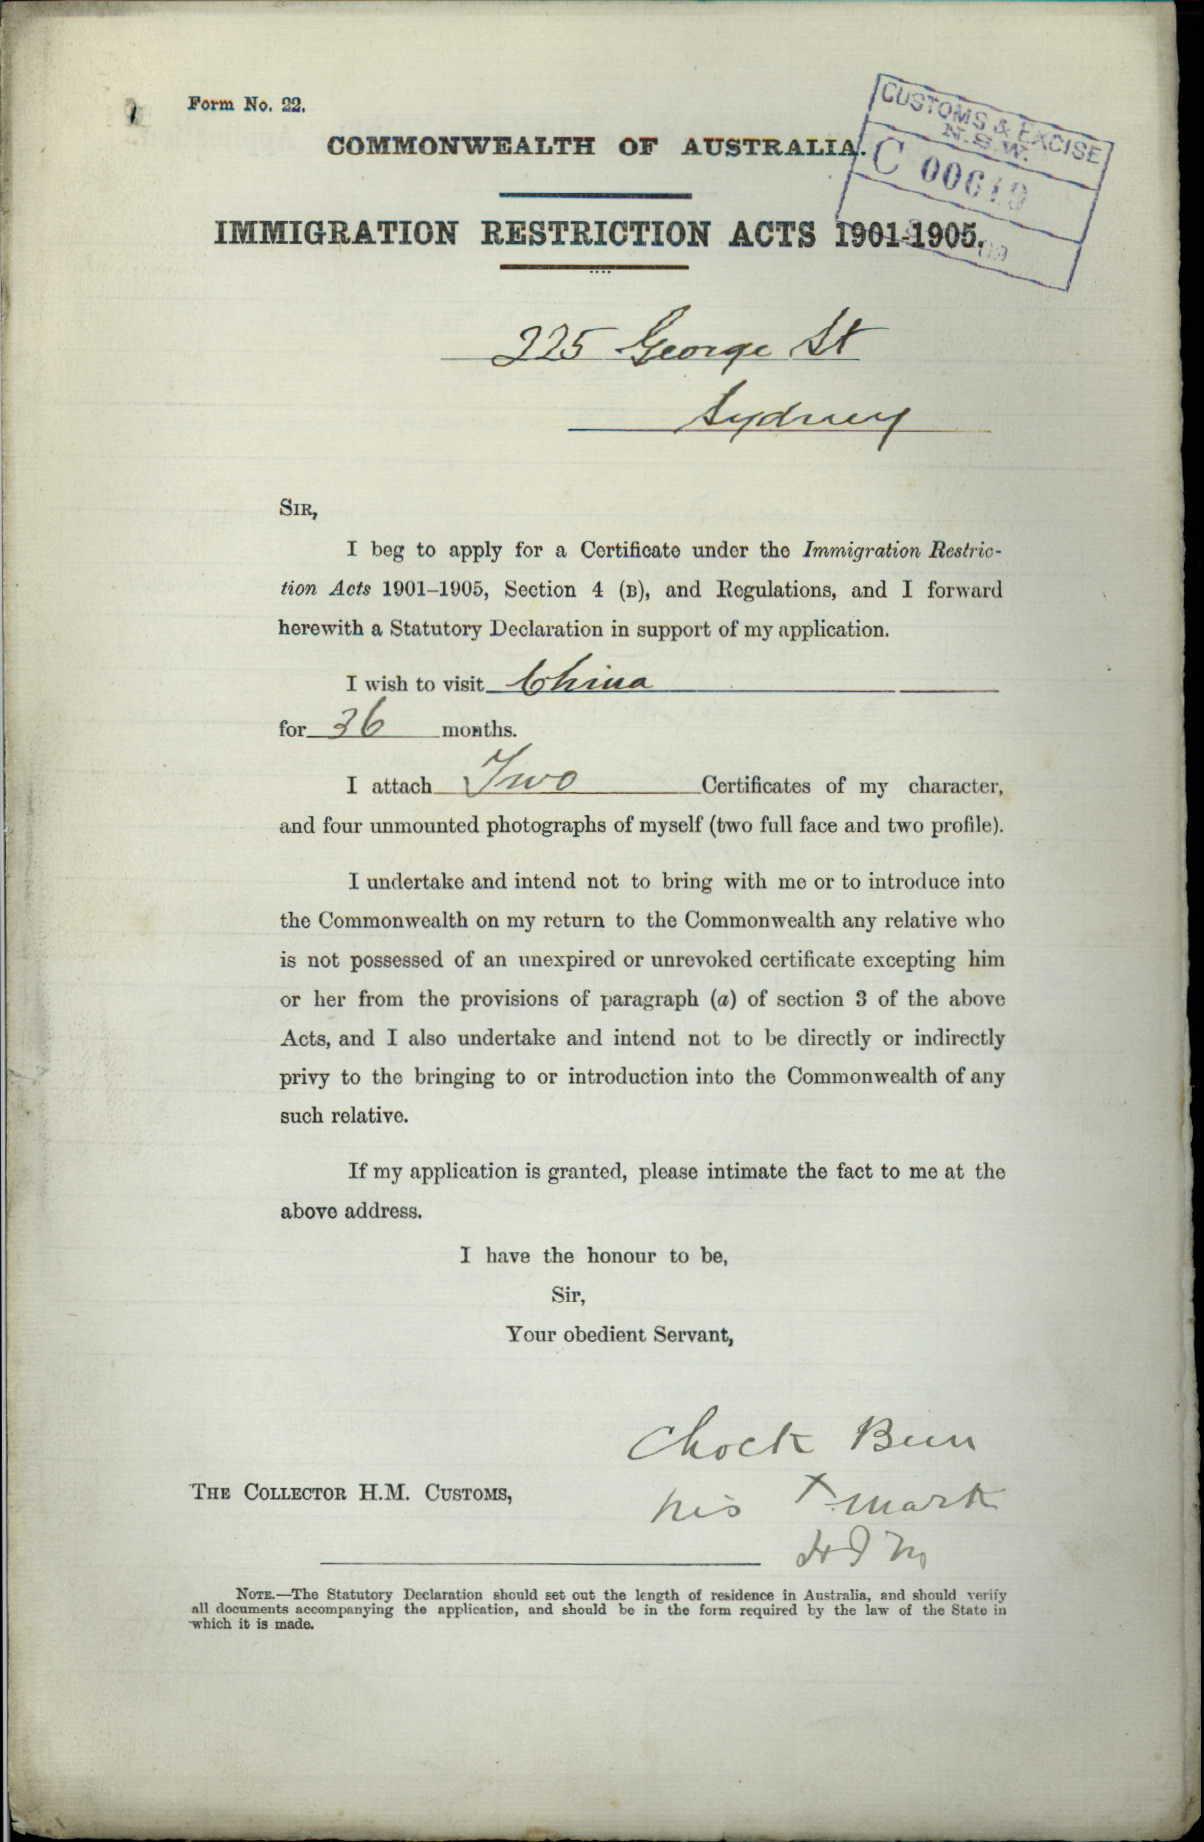 Form No. 22.
CUSTOMS & EXCISE
N.S.W.
COMMONWEALTH OF AUSTRALIA.
C 00619
IMMIGRATION RESTRICTION ACTS 1901-1905.
225 George St
Sydney
SIR,
I beg to apply for a Certificate under the Immigration Restric-
tion Acts 1901–1905, Section 4 (B), and Regulations, and I forward
herewith a Statutory Declaration in support of my application.
I wish to visit China
for 36 months.
I attach Two Certificates of my character,
and four unmounted photographs of myself (two full face and two profile).
I undertake and intend not to bring with me or to introduce into
the Commonwealth on my return to the Commonwealth any relative who
is not possessed of an unexpired or unrevoked certificate excepting him
or her from the provisions of paragraph (a) of section 3 of the above
Acts, and I also undertake and intend not to be directly or indirectly
privy to the bringing to or introduction into the Commonwealth of any
such relative.
If my application is granted, please intimate the fact to me at the
above address.
I have the honour to be,
Sir,
Your obedient Servant,
Chock Bun
THE COLLECTOR H.M. CUSTOMS,
his X mark
NOTE.—The Statutory Declaration should set out the length of residence in Australia, and should verify
all documents accompanying the application, and should be in the form required by the law of the State in
which it is made.